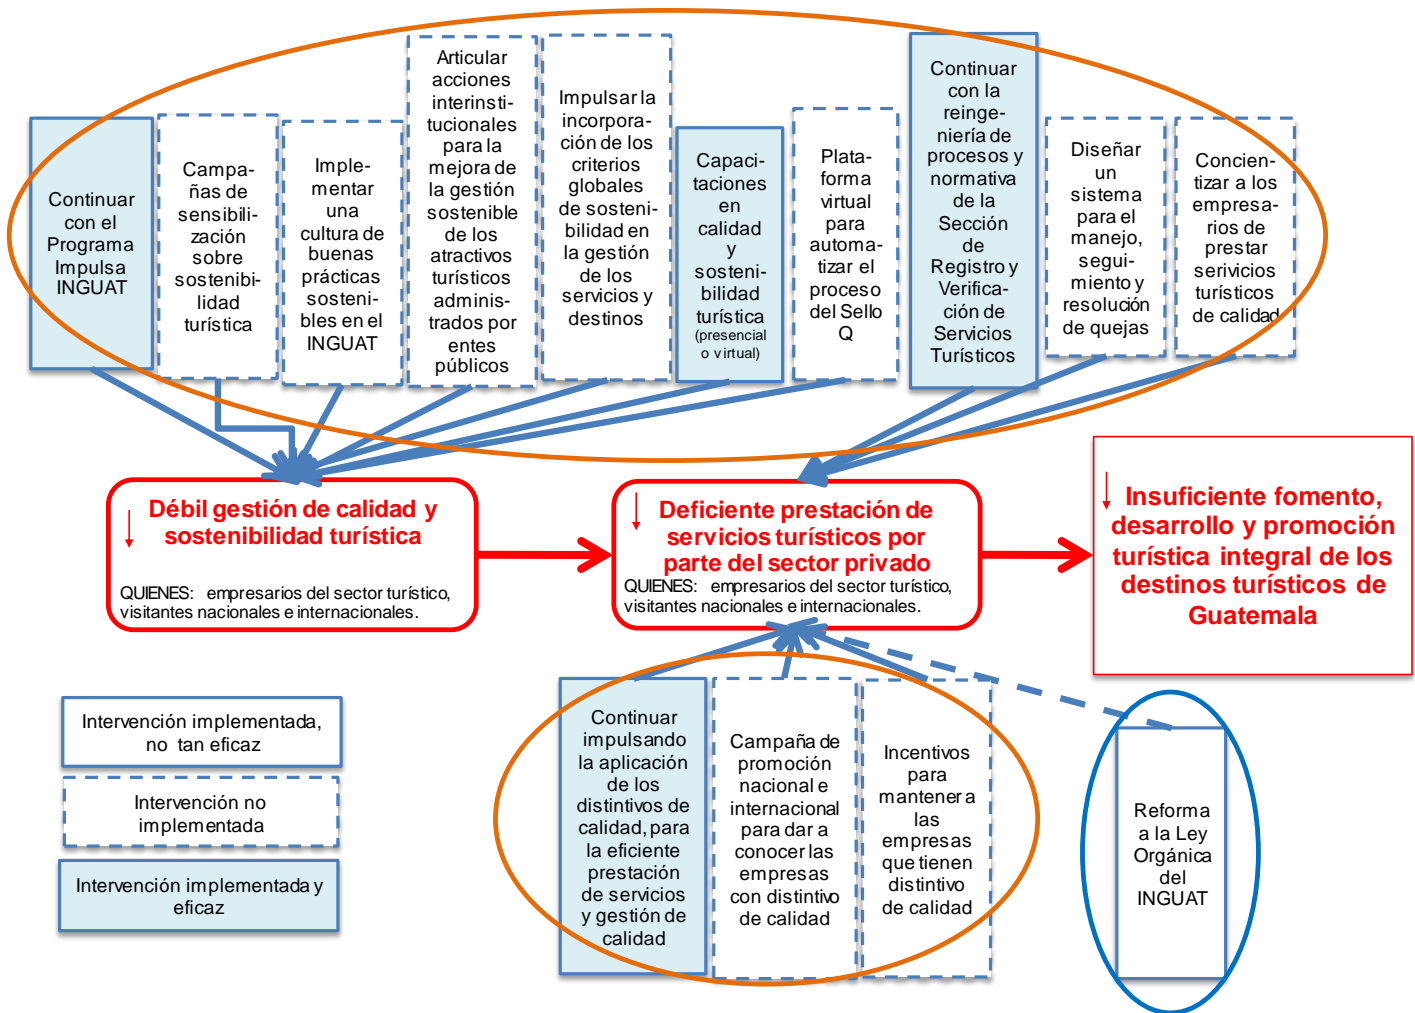 Continuar
con el
Programa
Impulsa
INGUAT
Campa-
ñas de
sensibili-
zación
sobre
sostenibi-
lidad
turística
Imple-
mentar
una
cultura de
buenas
prácticas
sosteni-
bles en el
INGUAT
Articular
acciones
interinsti-
tucionales
para la
mejora de
la gestión
sostenible
de los
atractivos
turísticos
adminis-
trados por
entes
públicos
Impulsar la
incorpora-
ción de los
criterios
globales
de sosteni-
bilidad en
la gestión
de los
servicios y
destinos
Capaci-
taciones
en
calidad
y
sosteni-
bilidad
turística
(presencial
o virtual)
Plata-
forma
virtual
para
automa-
tizar el
proceso
del Sello
Q
Continuar
con la
reinge-
niería de
procesos y
normativa
de la
Sección
de
Registro y
Verifica-
ción de
Servicios
Turísticos
Diseñar
un
sistema
para el
manejo,
segui-
miento y
resolución
de quejas
Concien-
tizar a los
empresa-
rios de
prestar
serivicios
turísticos
de calidad
Débil gestión de calidad y
sostenibilidad turística
QUIENES: empresarios del sector turístico,
visitantes nacionales e internacionales.
Deficiente prestación de
servicios turísticos por
parte del sector privado
QUIENES: empresarios del sector turístico,
visitantes nacionales e internacionales.
Insuficiente fomento,
desarrollo y promoción
turística integral de los
destinos turísticos de
Guatemala
Intervención implementada,
no tan eficaz
Intervención no
implementada
Intervención implementada y
eficaz
Continuar
impulsando
la aplicación
de los
distintivos de
calidad, para
la eficiente
prestación
de servicios
y gestión de
calidad
Campaña de
promoción
nacional e
internacional
para dar a
conocer las
empresas
con distintivo
de calidad
Incentivos
para
mantener a
las
empresas
que tienen
distintivo
de calidad
Reforma
a la Ley
Orgánica
del
INGUAT